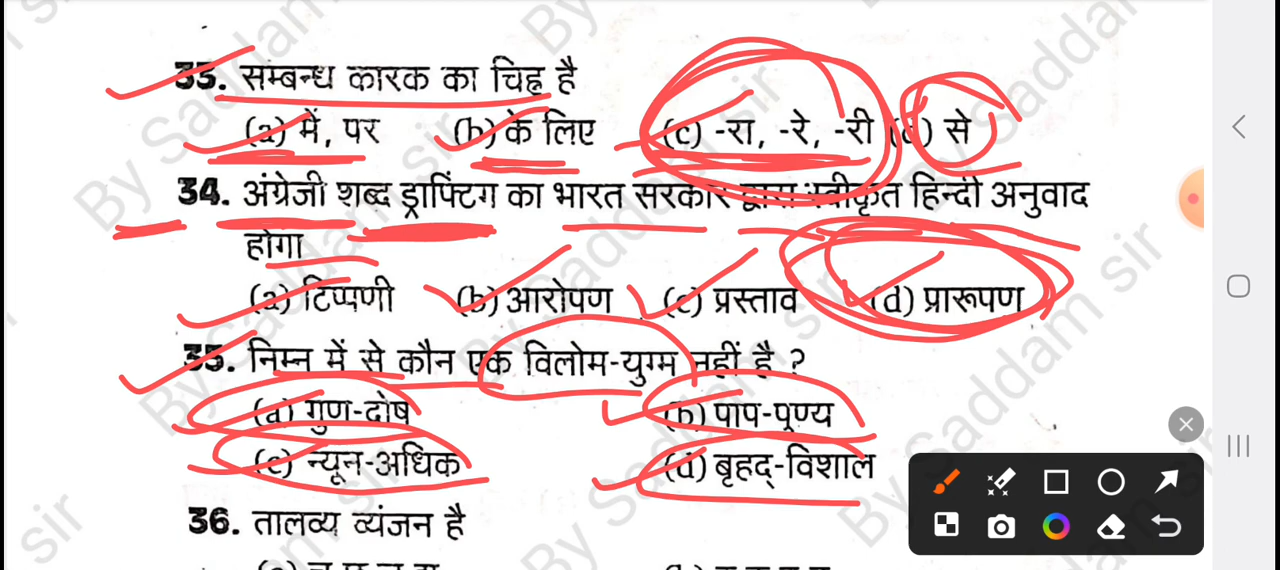 33. सम्बन्ध कारक का चिह्न है
(a) में, पर (b) के लिए (c) -रा, -रे, -री (d) से
34. अंग्रेजी शब्द ड्राफ्टिंग का भारत सरकार द्वारा स्वीकृत हिन्दी अनुवाद
होगा
(a) टिप्पणी (b) आरोपण (c) प्रस्ताव (d) प्रारूपण
35. निम्न में से कौन एक विलोम-युग्म नहीं है ?
(a) गुण-दोष (b) पाप-पुण्य
(c) न्यून-अधिक (d) बृहद्-विशाल
36. तालव्य व्यंजन है
By Saddam sir